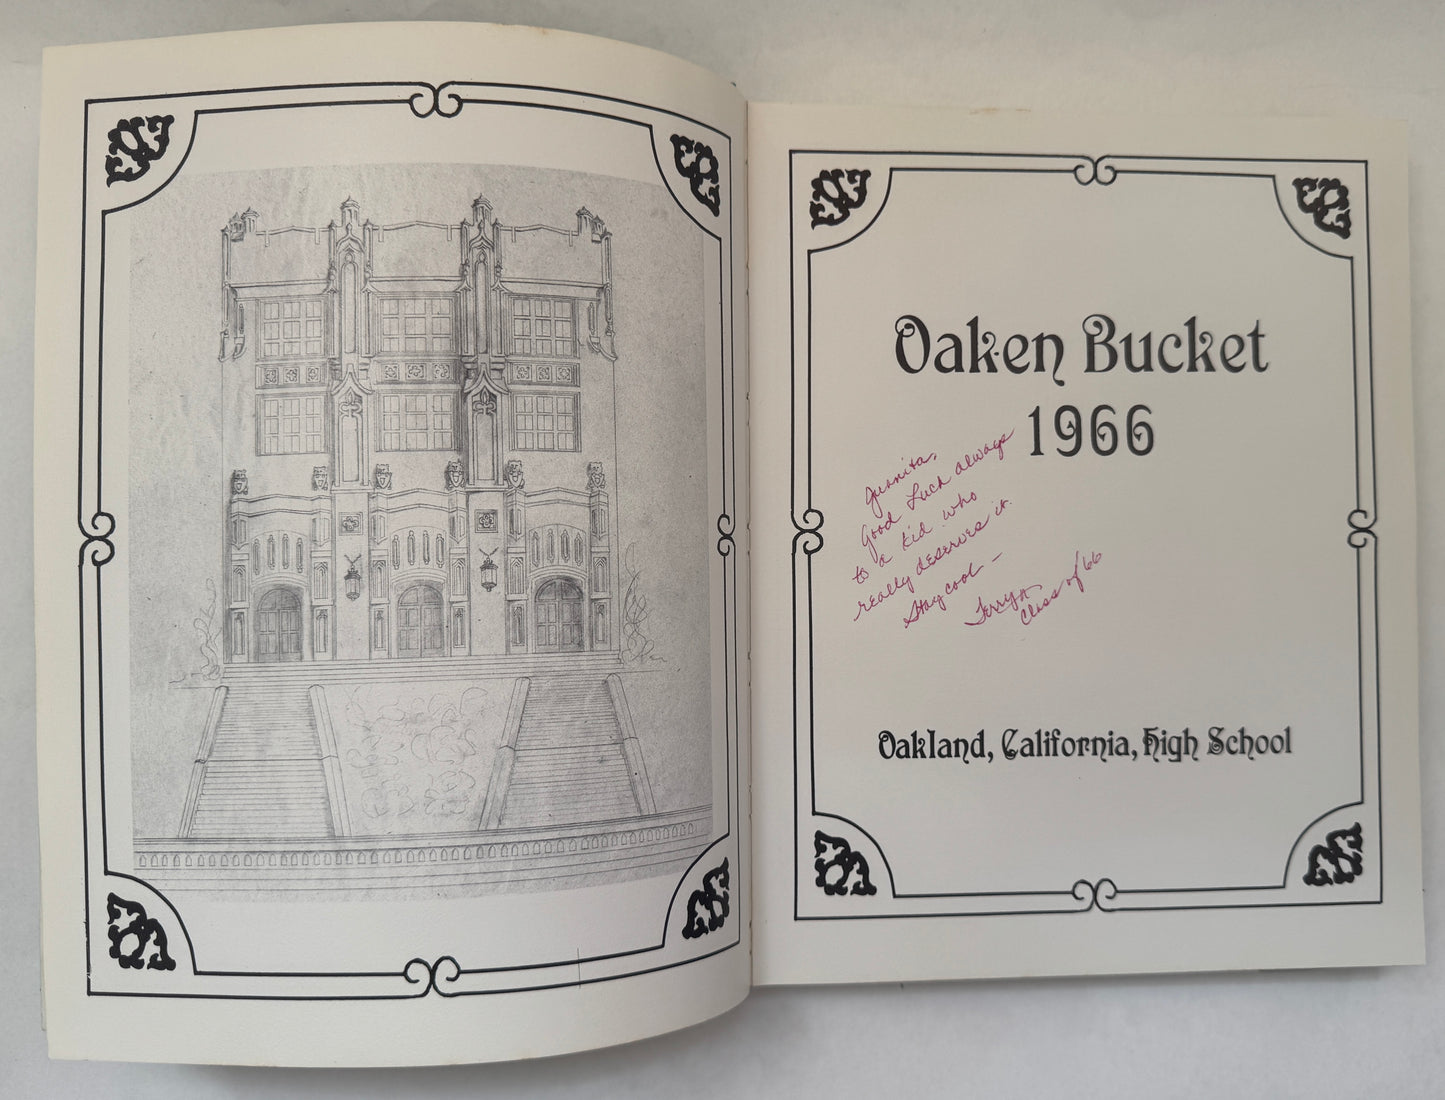 Oaken Bucket
1966
Juanita,
Good Luck always
to a kid who
really deserves it.
Stay cool –
Class of 66
Oakland, California, High School